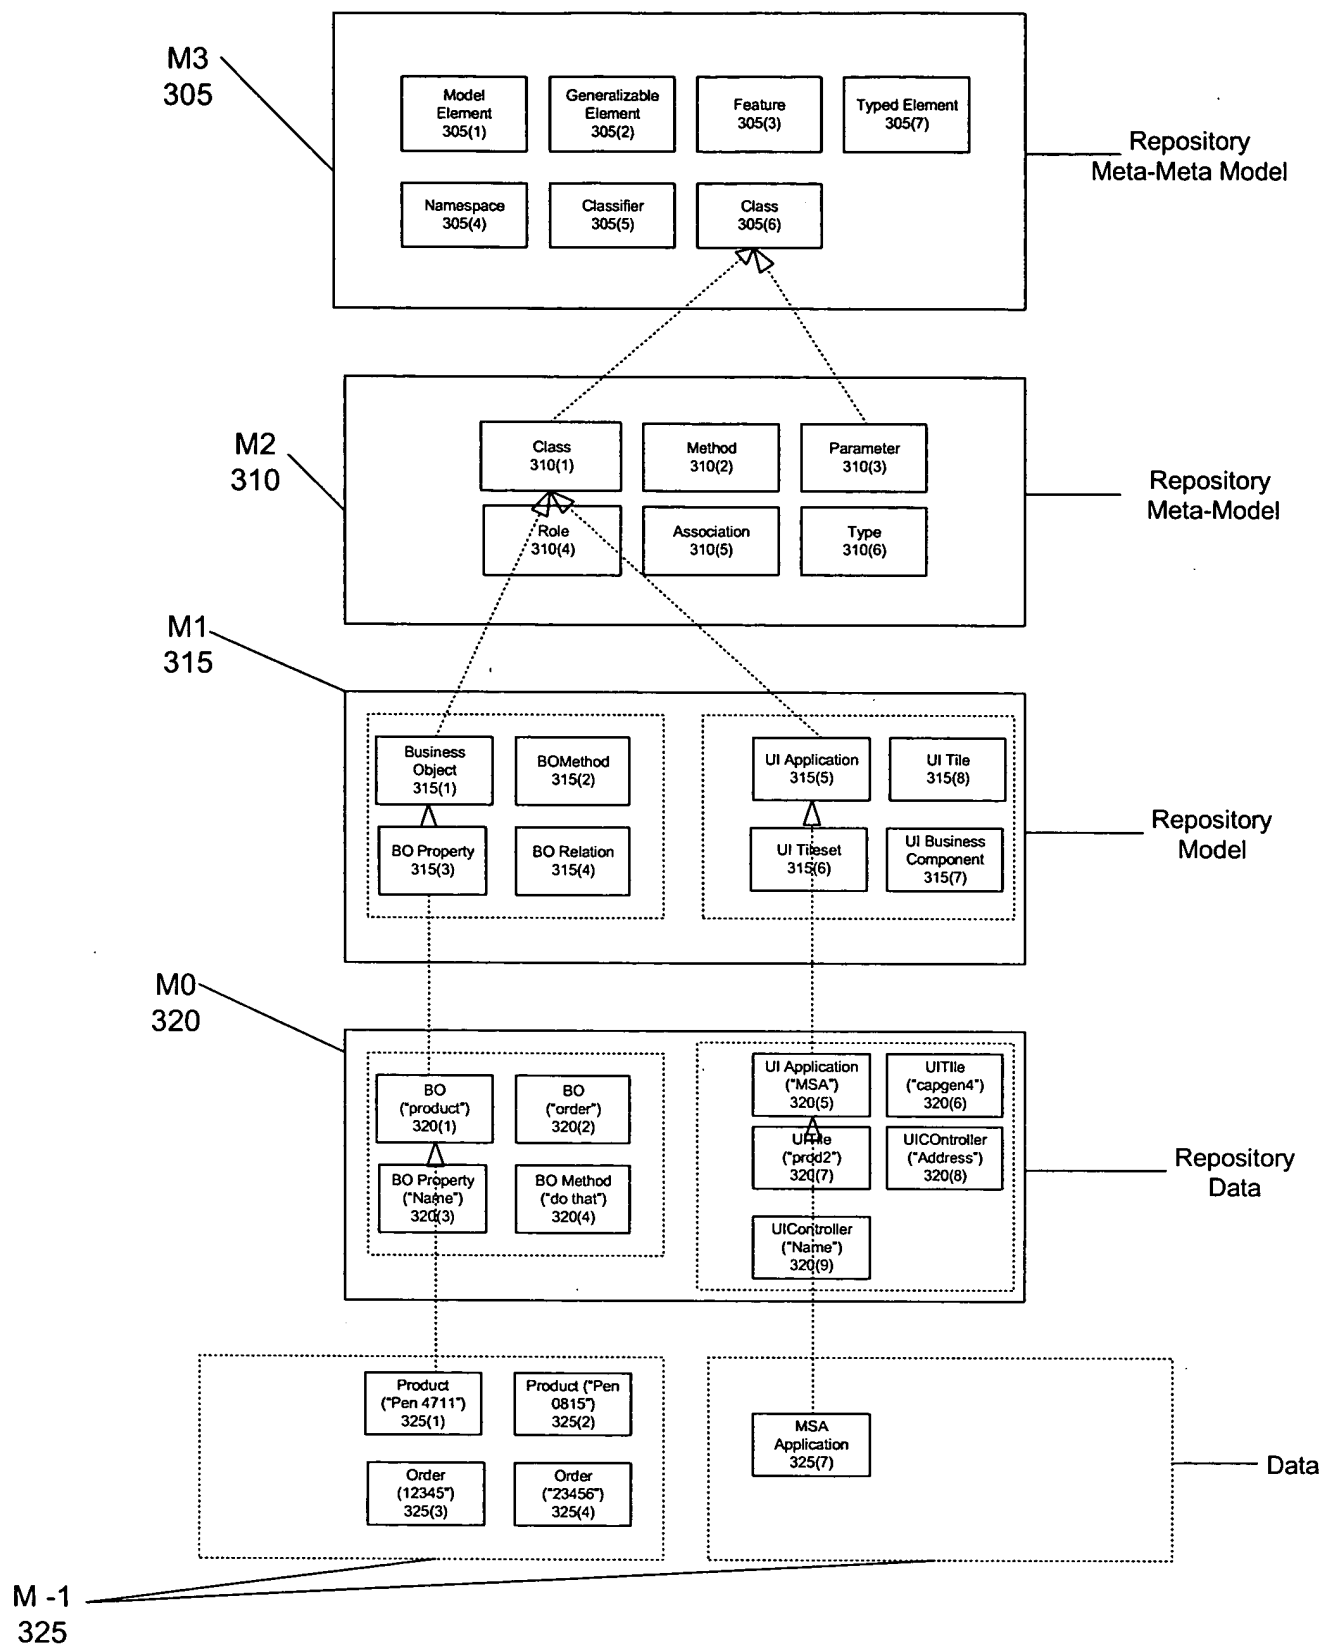 M3
305
Model
Element
305(1)
Generalizable
Element
305(2)
Feature
305(3)
Typed Element
305(7)
Repository
Meta-Meta Model
Namespace
305(4)
Classifier
305(5)
Class
305(6)
M2
310
Class
310(1)
Method
310(2)
Parameter
310(3)
Repository
Meta-Model
Role
310(4)
Association
310(5)
Type
310(6)
M1
315
Business
Object
315(1)
BOMethod
315(2)
UI Application
315(5)
UI Tile
315(8)
BO Property
315(3)
BO Relation
315(4)
UI Tileset
315(6)
UI Business
Component
315(7)
Repository
Model
M0
320
BO
("product")
320(1)
BO
("order")
320(2)
UI Application
("MSA")
320(5)
UITIle
("capgen4")
320(6)
BO Property
("Name")
320(3)
BO Method
("do that")
320(4)
UITile
("prod2")
320(7)
UICOntroller
("Address")
320(8)
UIController
("Name")
320(9)
Repository
Data
Product
("Pen 4711")
325(1)
Product ("Pen
0815")
325(2)
MSA
Application
325(7)
Order
(12345")
325(3)
Order
("23456")
325(4)
Data
M -1
325